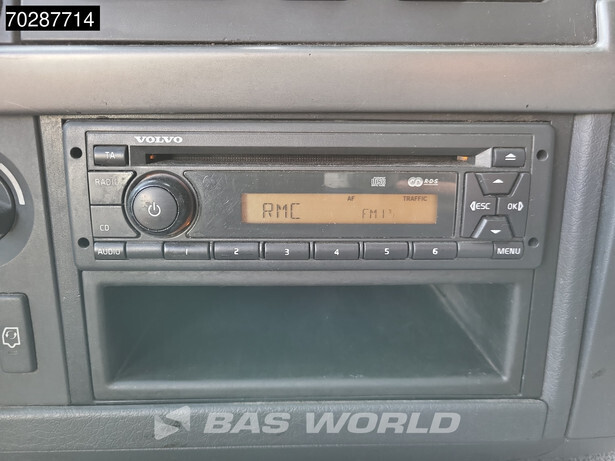 70287714
VOLVO
TA
RADIO
R·D·S
AF
TRAFFIC
RMC
FM1
ESC
OK
CD
AUDIO
1
2
3
4
5
6
MENU
BAS WORLD